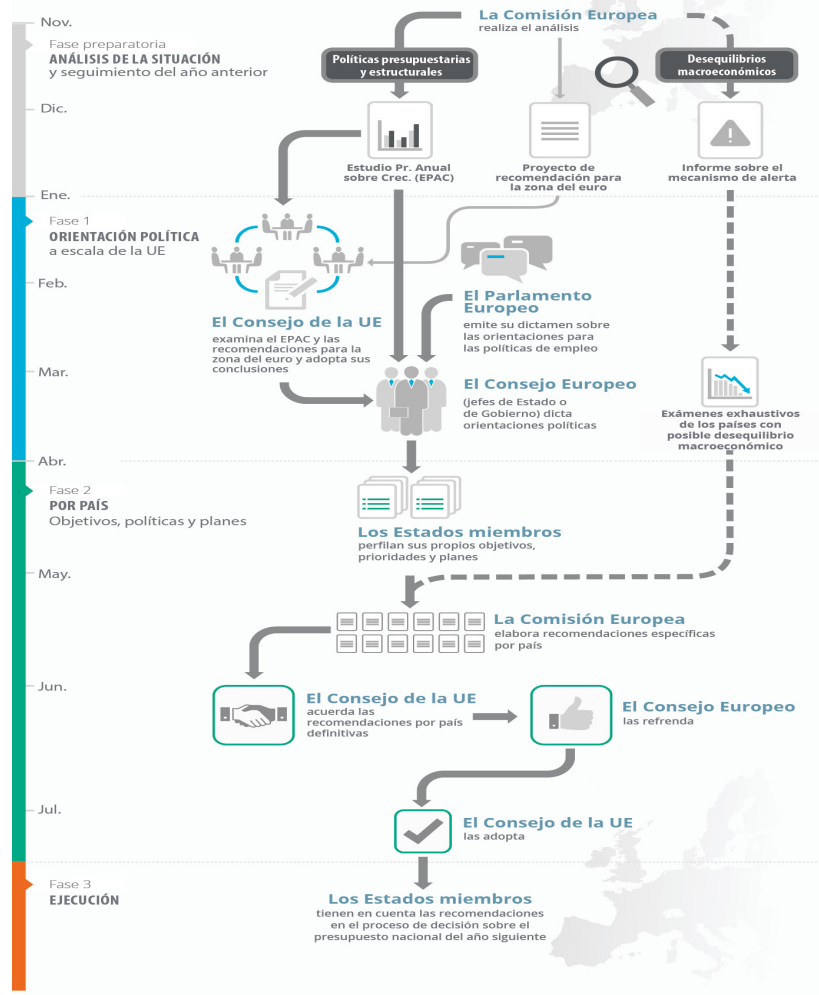 Nov.
La Comisión Europea
realiza el análisis
Fase preparatoria
ANÁLISIS DE LA SITUACIÓN
y seguimiento del año anterior
Políticas presupuestarias
y estructurales
Desequilibrios
macroeconómicos
Dic.
Estudio Pr. Anual
sobre Crec. (EPAC)
Proyecto de
recomendación para
la zona del euro
Informe sobre el
mecanismo de alerta
Ene.
Fase 1
ORIENTACIÓN POLÍTICA
a escala de la UE
Feb.
El Consejo de la UE
examina el EPAC y las
recomendaciones para la
zona del euro y adopta sus
conclusiones
El Parlamento
Europeo
emite su dictamen sobre
las orientaciones para
las políticas de empleo
Mar.
El Consejo Europeo
(jefes de Estado o
de Gobierno) dicta
orientaciones políticas
Exámenes exhaustivos
de los países con
posible desequilibrio
macroeconómico
Abr.
Fase 2
POR PAÍS
Objetivos, políticas y planes
Los Estados miembros
perfilan sus propios objetivos,
prioridades y planes
May.
La Comisión Europea
elabora recomendaciones específicas
por país
Jun.
El Consejo de la UE
acuerda las
recomendaciones por país
definitivas
El Consejo Europeo
las refrenda
Jul.
El Consejo de la UE
las adopta
Fase 3
EJECUCIÓN
Los Estados miembros
tienen en cuenta las recomendaciones
en el proceso de decisión sobre el
presupuesto nacional del año siguiente